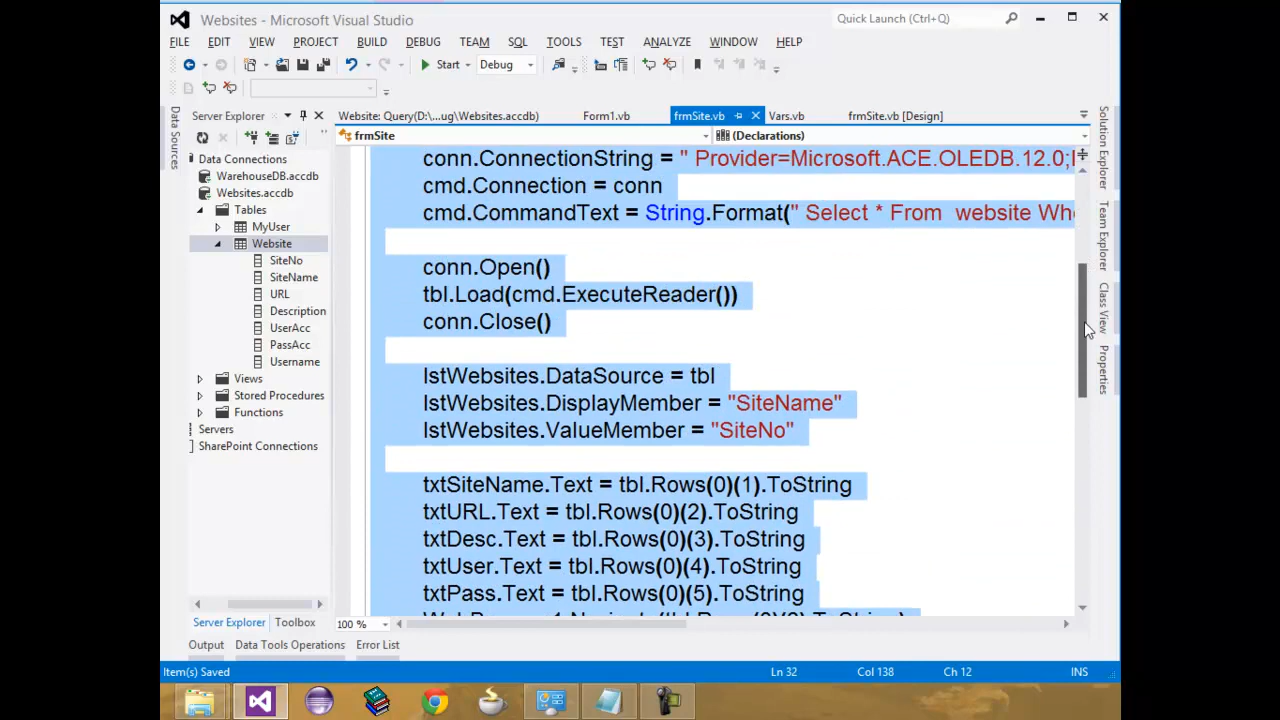 Websites - Microsoft Visual Studio
Quick Launch (Ctrl+Q)
FILE EDIT VIEW PROJECT BUILD DEBUG TEAM SQL TOOLS TEST ANALYZE WINDOW HELP
Start Debug
Data Sources
Server Explorer
Website: Query(D:\...ug\Websites.accdb) Form1.vb frmSite.vb Vars.vb frmSite.vb [Design]
frmSite (Declarations)
Data Connections
WarehouseDB.accdb
Websites.accdb
Tables
MyUser
Website
SiteNo
SiteName
URL
Description
UserAcc
PassAcc
Username
Views
Stored Procedures
Functions
Servers
SharePoint Connections
conn.ConnectionString = " Provider=Microsoft.ACE.OLEDB.12.0;
cmd.Connection = conn
cmd.CommandText = String.Format(" Select * From  website Whe
conn.Open()
tbl.Load(cmd.ExecuteReader())
conn.Close()
lstWebsites.DataSource = tbl
lstWebsites.DisplayMember = "SiteName"
lstWebsites.ValueMember = "SiteNo"
txtSiteName.Text = tbl.Rows(0)(1).ToString
txtURL.Text = tbl.Rows(0)(2).ToString
txtDesc.Text = tbl.Rows(0)(3).ToString
txtUser.Text = tbl.Rows(0)(4).ToString
txtPass.Text = tbl.Rows(0)(5).ToString
Solution Explorer
Team Explorer
Class View
Properties
Server Explorer Toolbox
100 %
Output Data Tools Operations Error List
Item(s) Saved Ln 32 Col 138 Ch 12 INS